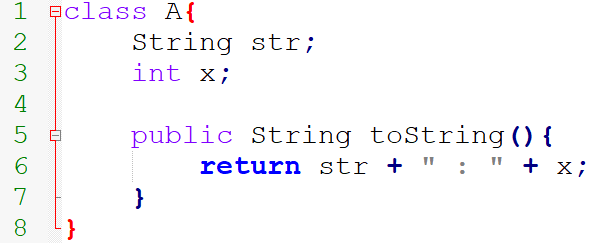 1 class A{
2 String str;
3 int x;
4
5 public String toString(){
6 return str + " : " + x;
7 }
8 }